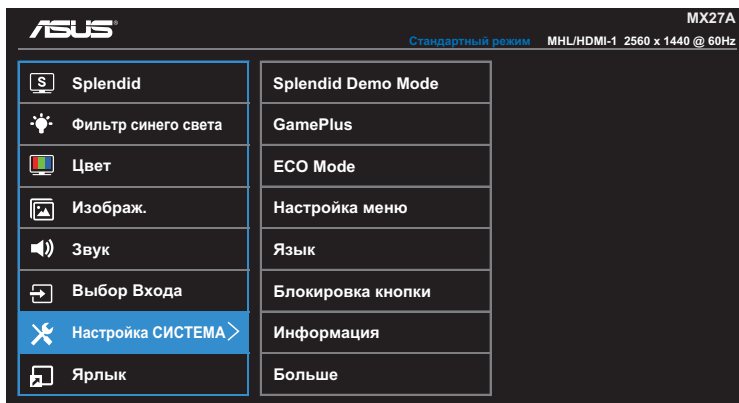 MX27A
ASUS®
Стандартный режим MHL/HDMI-1 2560 x 1440 @ 60Hz
S Splendid
Фильтр синего света
Цвет
Изображ.
Звук
Выбор Входа
Настройка СИСТЕМА
Ярлык
Splendid Demo Mode
GamePlus
ECO Mode
Настройка меню
Язык
Блокировка кнопки
Информация
Больше